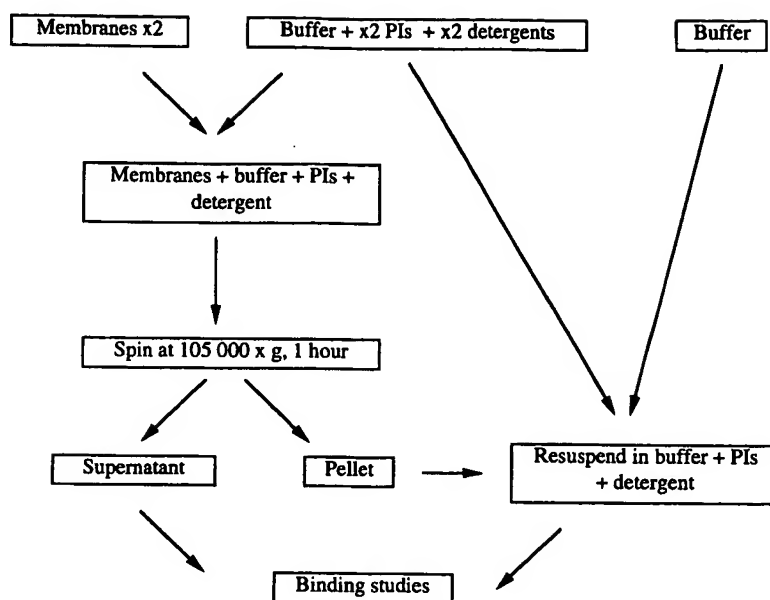 Membranes x2
Buffer + x2 PIs + x2 detergents
Buffer
Membranes + buffer + PIs +
detergent
Spin at 105 000 x g, 1 hour
Supernatant
Pellet
Resuspend in buffer + PIs
+ detergent
Binding studies